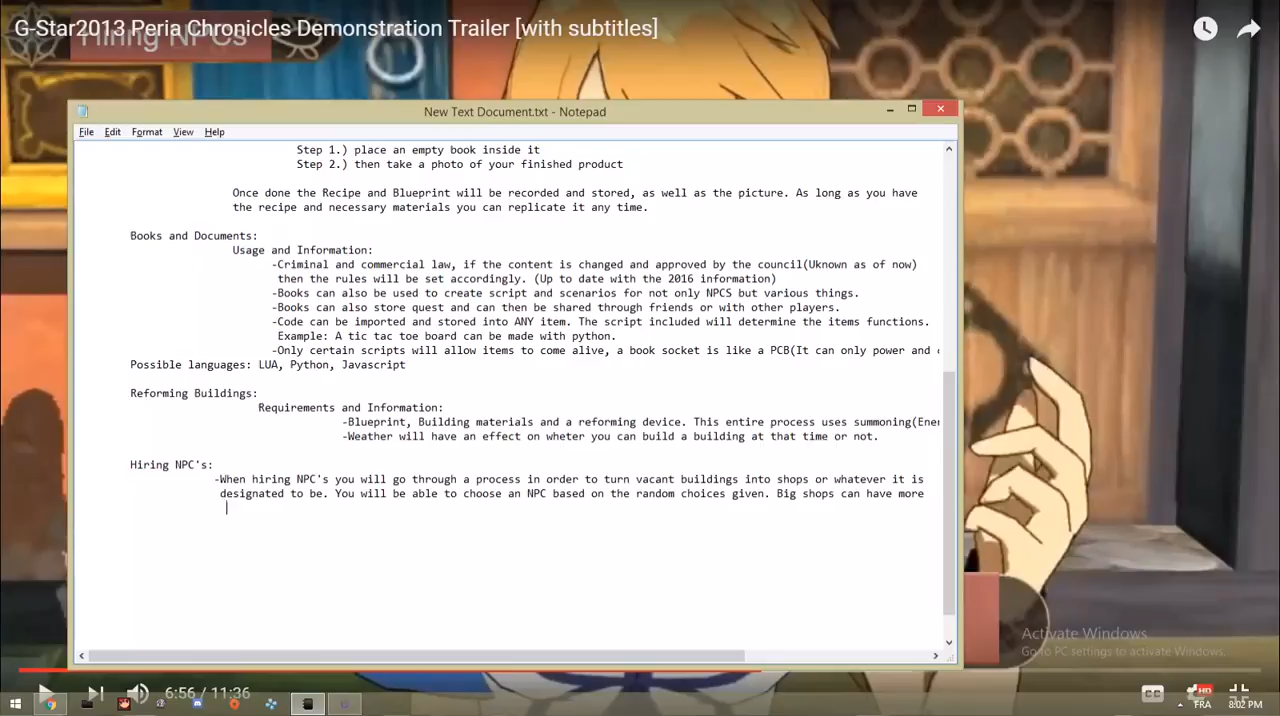 G-Star2013 Peria Chronicles Demonstration Trailer [with subtitles]
Hiring NPCs
New Text Document.txt - Notepad
File Edit Format View Help
Step 1.) place an empty book inside it
Step 2.) then take a photo of your finished product
Once done the Recipe and Blueprint will be recorded and stored, as well as the picture. As long as you have
the recipe and necessary materials you can replicate it any time.
Books and Documents:
Usage and Information:
-Criminal and commercial law, if the content is changed and approved by the council(Uknown as of now)
then the rules will be set accordingly. (Up to date with the 2016 information)
-Books can also be used to create script and scenarios for not only NPCS but various things.
-Books can also store quest and can then be shared through friends or with other players.
-Code can be imported and stored into ANY item. The script included will determine the items functions.
Example: A tic tac toe board can be made with python.
-Only certain scripts will allow items to come alive, a book socket is like a PCB(It can only power and
Possible languages: LUA, Python, Javascript
Reforming Buildings:
Requirements and Information:
-Blueprint, Building materials and a reforming device. This entire process uses summoning(Ener
-Weather will have an effect on wheter you can build a building at that time or not.
Hiring NPC's:
-When hiring NPC's you will go through a process in order to turn vacant buildings into shops or whatever it is
designated to be. You will be able to choose an NPC based on the random choices given. Big shops can have more
Activate Windows
Go to PC settings to activate Windows.
6:56 / 11:36
CC HD
FRA 8:02 PM